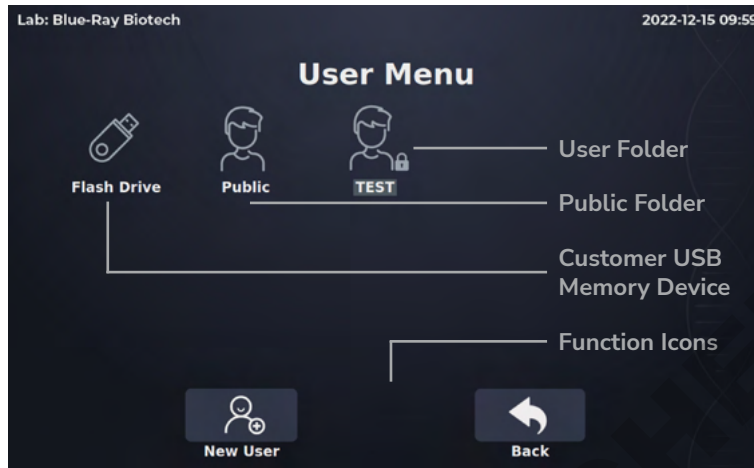 Lab: Blue-Ray Biotech
2022-12-15 09:59
User Menu
Flash Drive
Public
TEST
User Folder
Public Folder
Customer USB
Memory Device
Function Icons
New User
Back